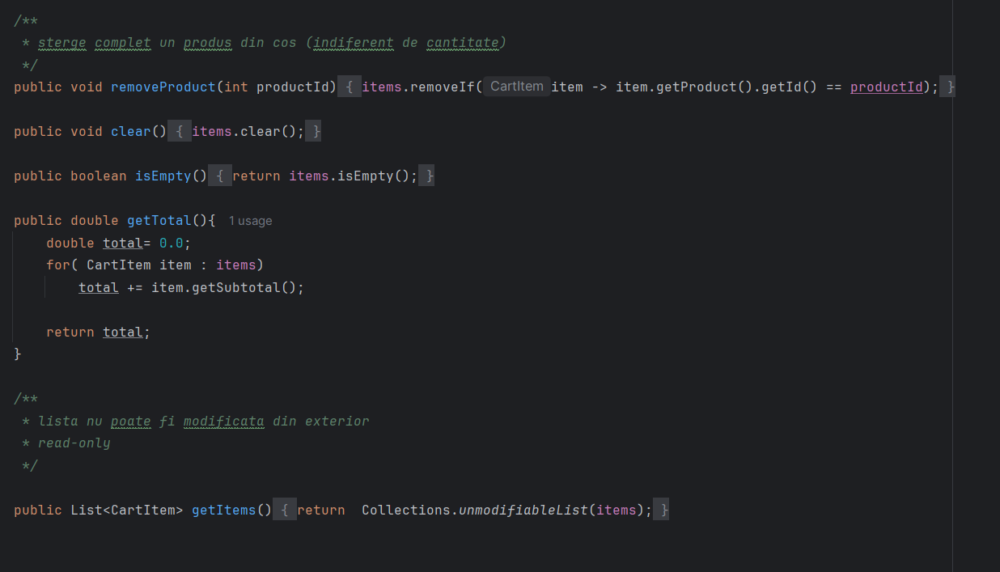 /**
 * sterge complet un produs din cos (indiferent de cantitate)
 */
public void removeProduct(int productId) { items.removeIf( CartItem item -> item.getProduct().getId() == productId); }
public void clear() { items.clear(); }
public boolean isEmpty() { return items.isEmpty(); }
public double getTotal(){ 1 usage
    double total= 0.0;
    for( CartItem item : items)
        total += item.getSubtotal();
    return total;
}
/**
 * lista nu poate fi modificata din exterior
 * read-only
 */
public List<CartItem> getItems() { return  Collections.unmodifiableList(items); }